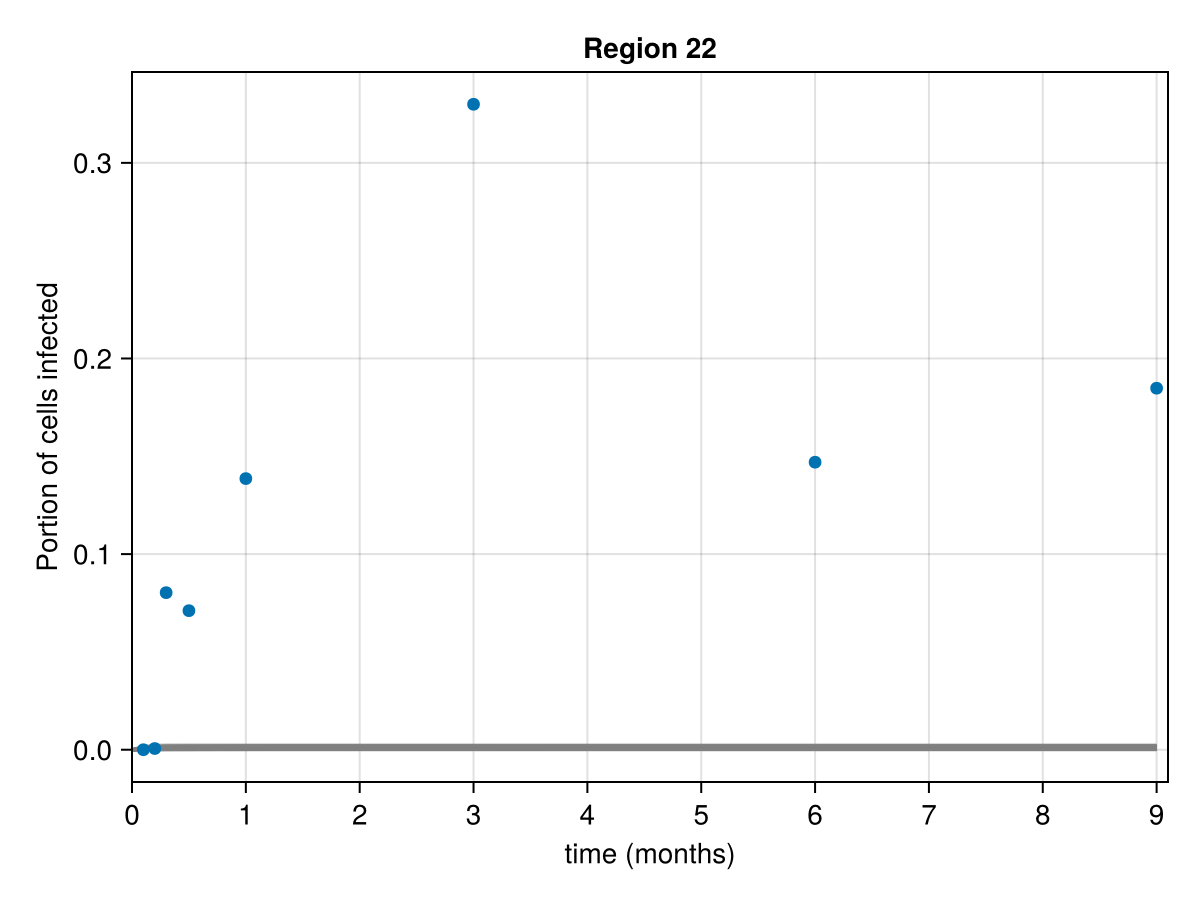 Region 22
Portion of cells infected
0.3
0.2
0.1
0.0
0 1 2 3 4 5 6 7 8 9
time (months)